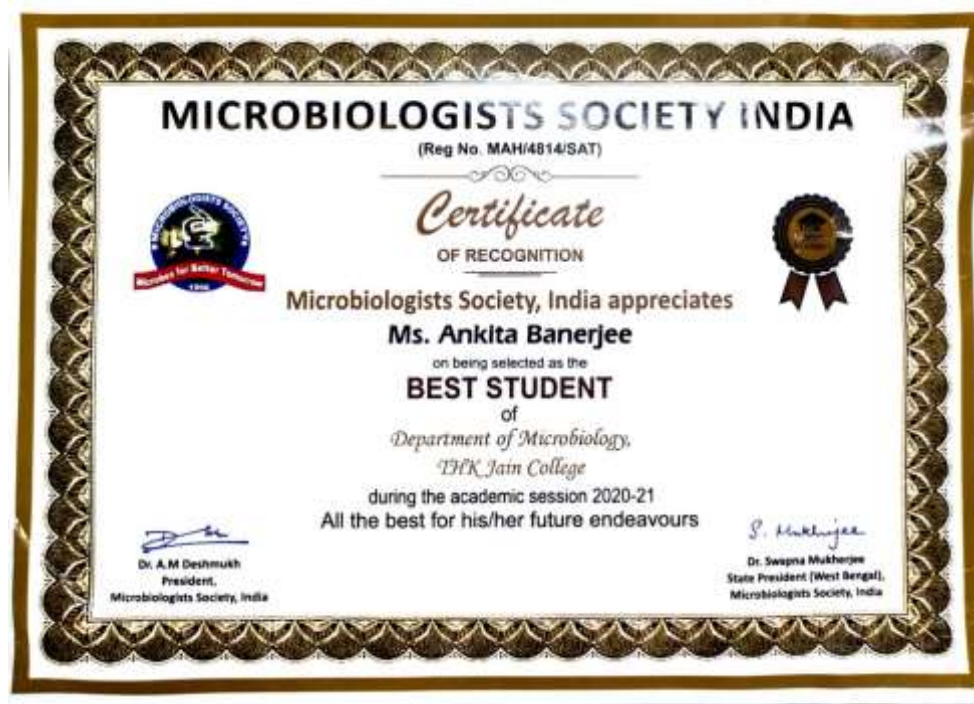 MICROBIOLOGISTS SOCIETY INDIA
(Reg No. MAH/4814/SAT)
Certificate
OF RECOGNITION
MICROBIOLOGISTS SOCIETY
Microbes for Better Tomorrow
Microbiologists Society, India appreciates
Ms. Ankita Banerjee
on being selected as the
BEST STUDENT
of
Department of Microbiology,
THK Jain College
during the academic session 2020-21
All the best for his/her future endeavours
Dr. A.M Deshmukh
President,
Microbiologists Society, India
S. Mukherjee
Dr. Swapna Mukherjee
State President (West Bengal),
Microbiologists Society, India